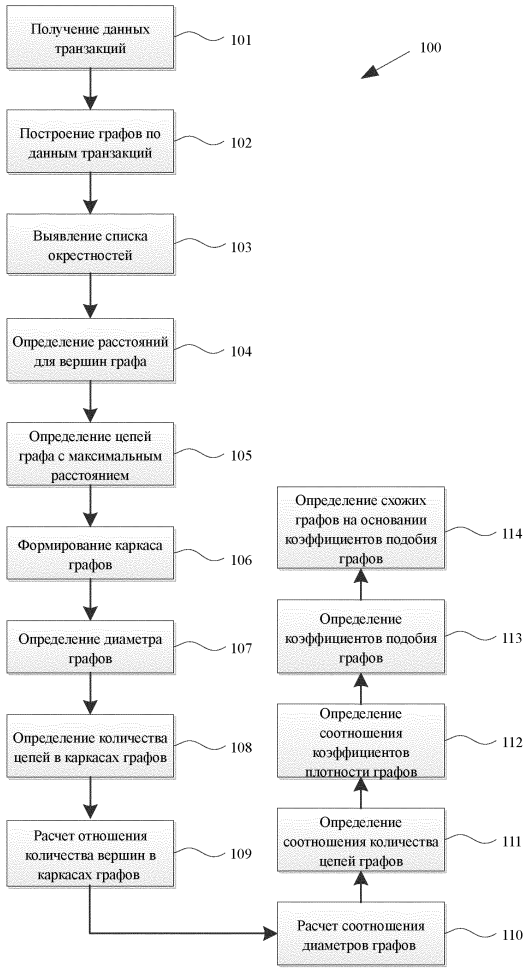 Получение данных
транзакций
101
100
Построение графов по
данным транзакций
102
Выявление списка
окрестностей
103
Определение расстояний
для вершин графа
104
Определение цепей
графа с максимальным
расстоянием
105
Формирование каркаса
графов
106
Определение диаметра
графов
107
Определение количества
цепей в каркасах графов
108
Расчет отношения
количества вершин в
каркасах графов
109
Расчет соотношения
диаметров графов
110
Определение
соотношения количества
цепей графов
111
Определение
соотношения
коэффициентов
плотности графов
112
Определение
коэффициентов подобия
графов
113
Определение схожих
графов на основании
коэффициентов подобия
графов
114